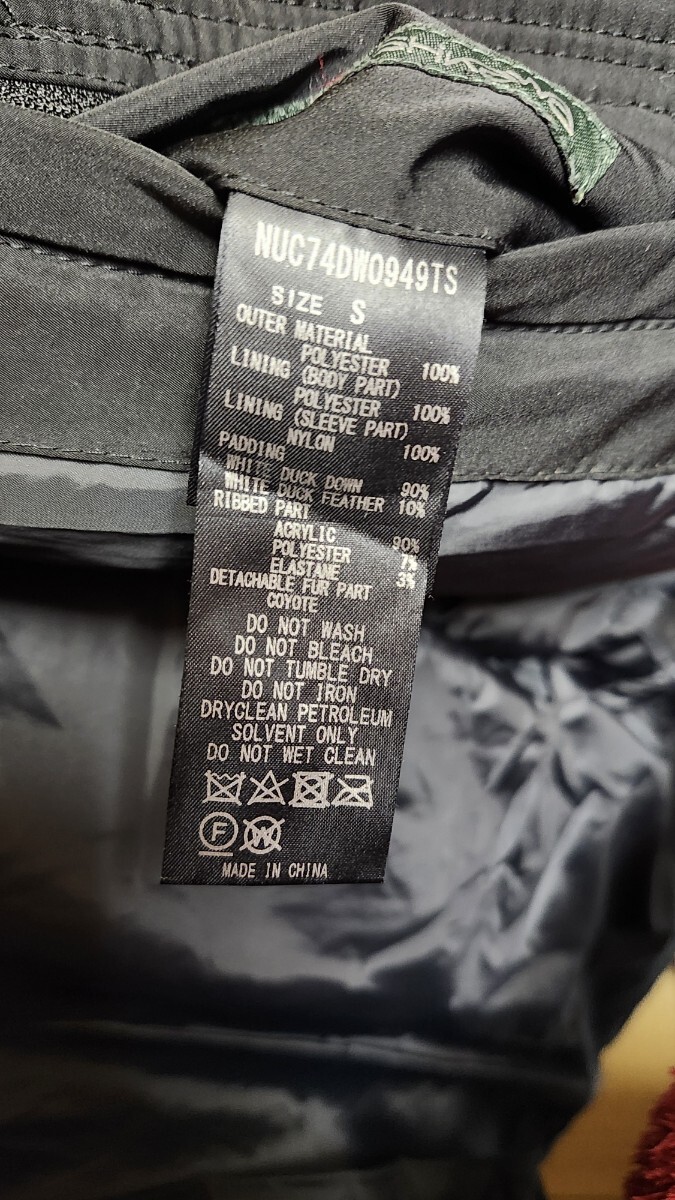 NUC74DW0949TS
SIZE S
OUTER MATERIAL
POLYESTER 100%
LINING (BODY PART)
POLYESTER 100%
LINING (SLEEVE PART)
NYLON 100%
PADDING
WHITE DUCK DOWN 90%
WHITE DUCK FEATHER 10%
RIBBED PART
ACRYLIC 90%
POLYESTER 7%
ELASTANE 3%
DETACHABLE FUR PART
COYOTE
DO NOT WASH
DO NOT BLEACH
DO NOT TUMBLE DRY
DO NOT IRON
DRYCLEAN PETROLEUM
SOLVENT ONLY
DO NOT WET CLEAN
F W
MADE IN CHINA